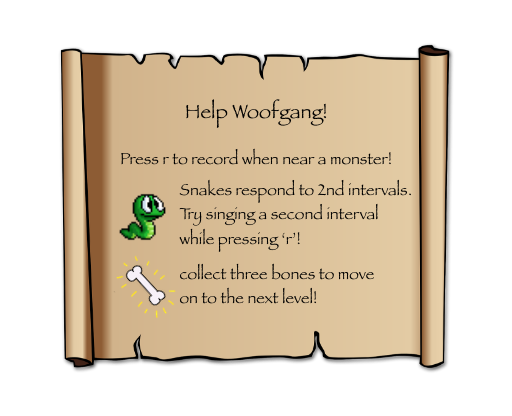 Help Woofgang!
Press r to record when near a monster!
Snakes respond to 2nd intervals.
Try singing a second interval
while pressing ‘r’!
collect three bones to move
on to the next level!